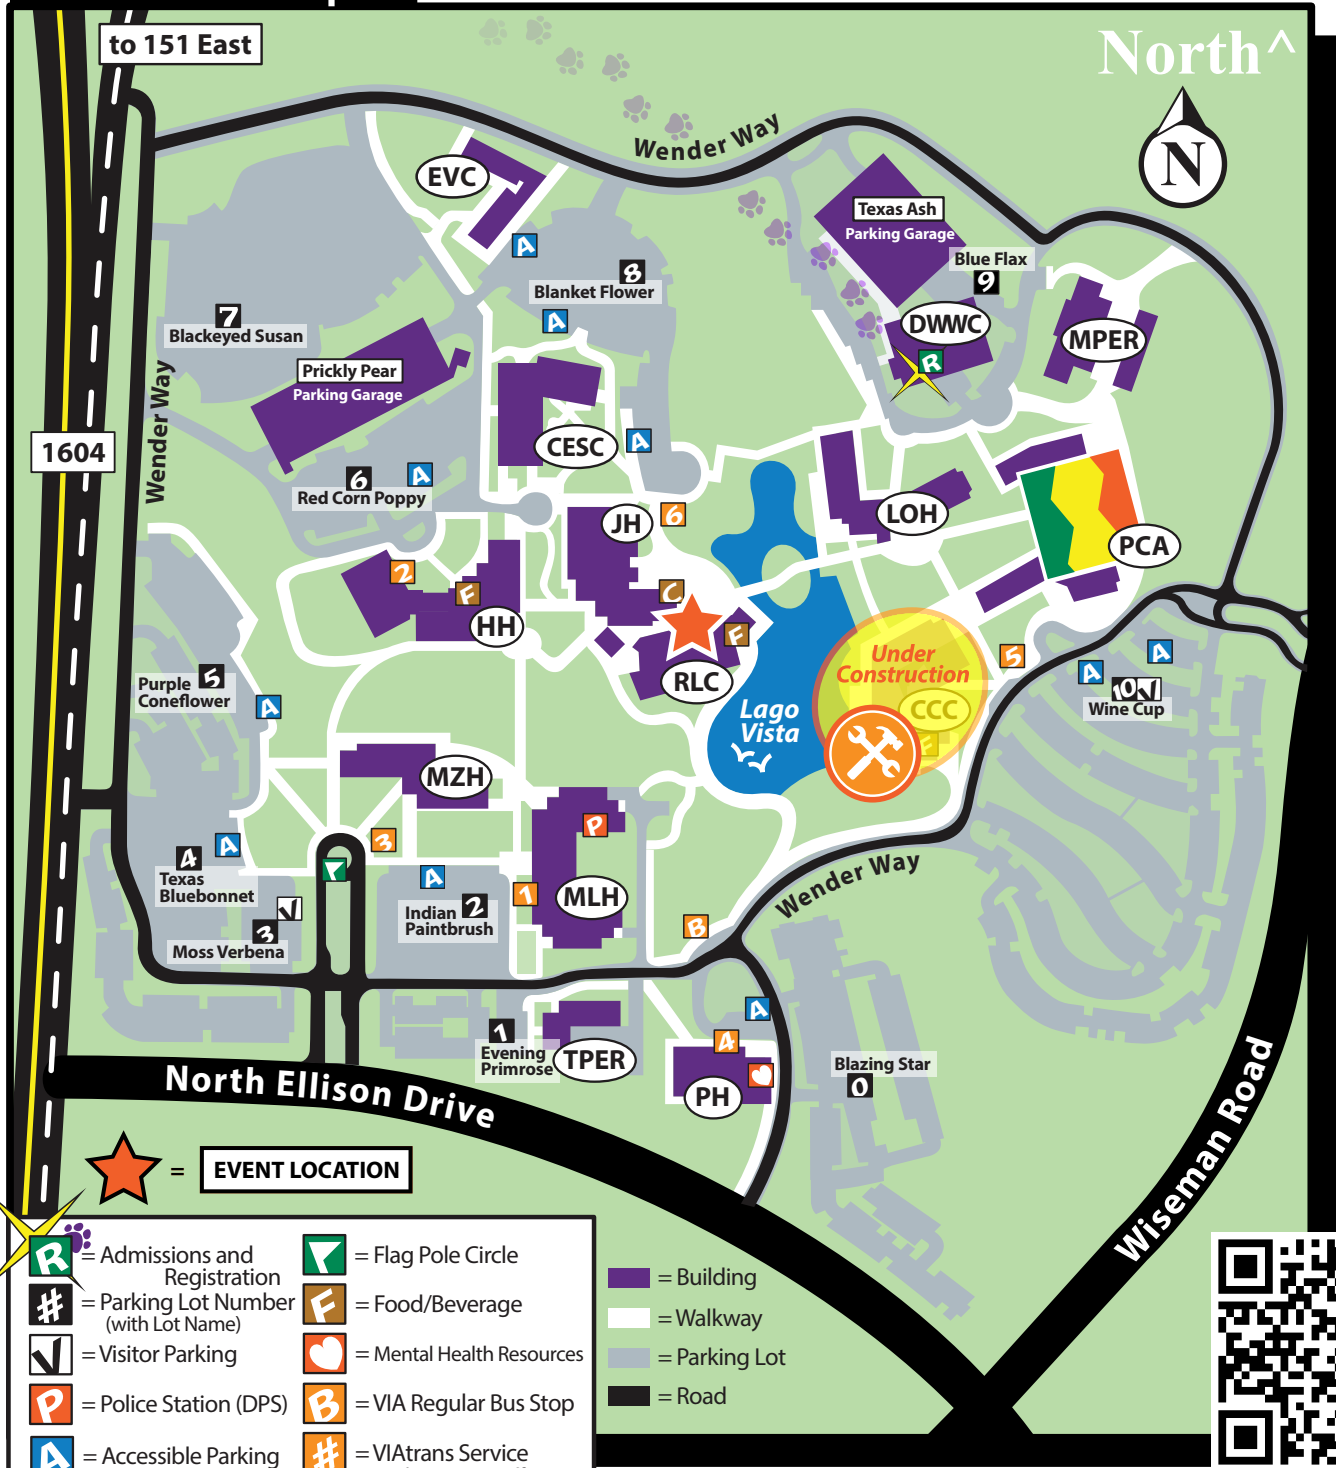 to 151 East
North^
N
Wender Way
EVC
Texas Ash
Parking Garage
Blue Flax
9
A
8
Blanket Flower
DWWC
R
MPER
7
Blackeyed Susan
A
Prickly Pear
Parking Garage
Wender Way
1604
CESC
A
6
A
Red Corn Poppy
JH
6
LOH
PCA
2
F
C
HH
F
RLC
Under
Construction
CCC
F
5
A
A
10 V
Wine Cup
Lago
Vista
Purple
Coneflower
5
A
MZH
3
P
4
A
Texas
Bluebonnet
A
Indian
Paintbrush
2
1
MLH
V
3
Moss Verbena
B
Wender Way
A
1
Evening
Primrose
TPER
4
PH
Blazing Star
0
North Ellison Drive
Wiseman Road
= EVENT LOCATION
R = Admissions and
Registration
# = Parking Lot Number
(with Lot Name)
V = Visitor Parking
P = Police Station (DPS)
A = Accessible Parking
= Flag Pole Circle
F = Food/Beverage
= Mental Health Resources
B = VIA Regular Bus Stop
# = VIAtrans Service
= Building
= Walkway
= Parking Lot
= Road